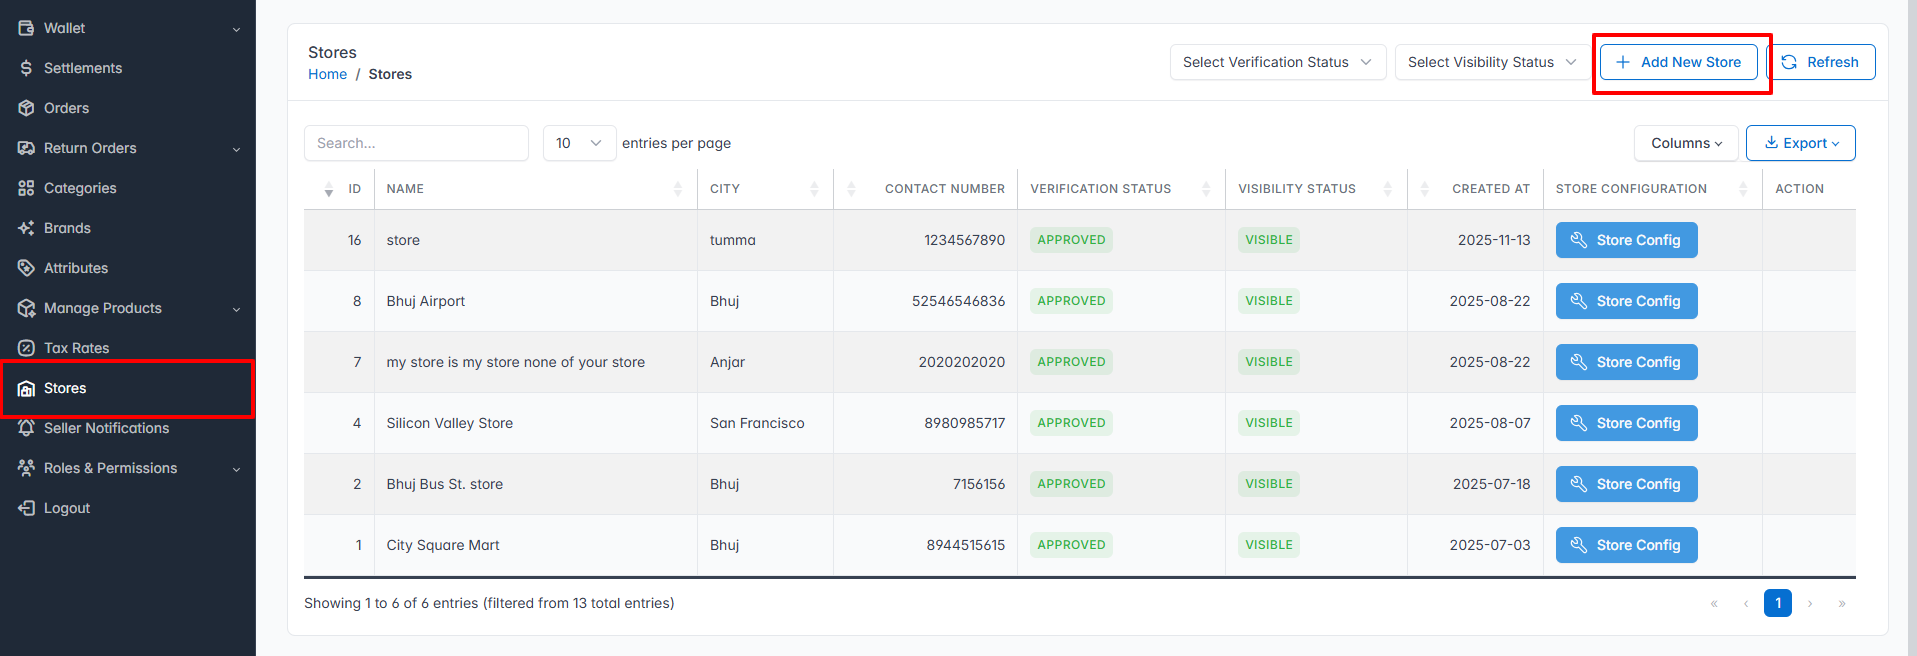 Wallet
Settlements
Orders
Return Orders
Categories
Brands
Attributes
Manage Products
Tax Rates
Stores
Seller Notifications
Roles & Permissions
Logout
Stores
Home / Stores
Select Verification Status
Select Visibility Status
+ Add New Store
Refresh
Search...
10 entries per page
Columns
Export
ID NAME CITY CONTACT NUMBER VERIFICATION STATUS VISIBILITY STATUS CREATED AT STORE CONFIGURATION ACTION
16 store tumma 1234567890 APPROVED VISIBLE 2025-11-13 Store Config
8 Bhuj Airport Bhuj 52546546836 APPROVED VISIBLE 2025-08-22 Store Config
7 my store is my store none of your store Anjar 2020202020 APPROVED VISIBLE 2025-08-22 Store Config
4 Silicon Valley Store San Francisco 8980985717 APPROVED VISIBLE 2025-08-07 Store Config
2 Bhuj Bus St. store Bhuj 7156156 APPROVED VISIBLE 2025-07-18 Store Config
1 City Square Mart Bhuj 8944515615 APPROVED VISIBLE 2025-07-03 Store Config
Showing 1 to 6 of 6 entries (filtered from 13 total entries)
« ‹ 1 › »